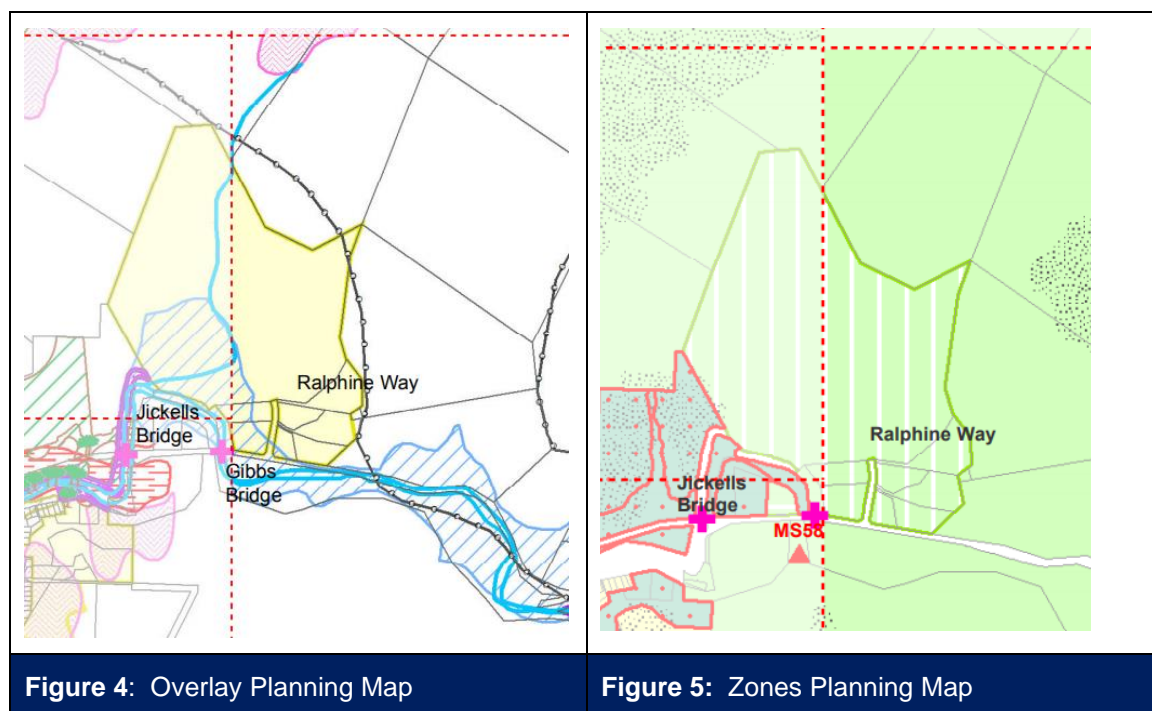 Ralphine Way
Jickells
Bridge
Gibbs
Bridge
Ralphine Way
Jickells
Bridge
MS58
Figure 4: Overlay Planning Map
Figure 5: Zones Planning Map